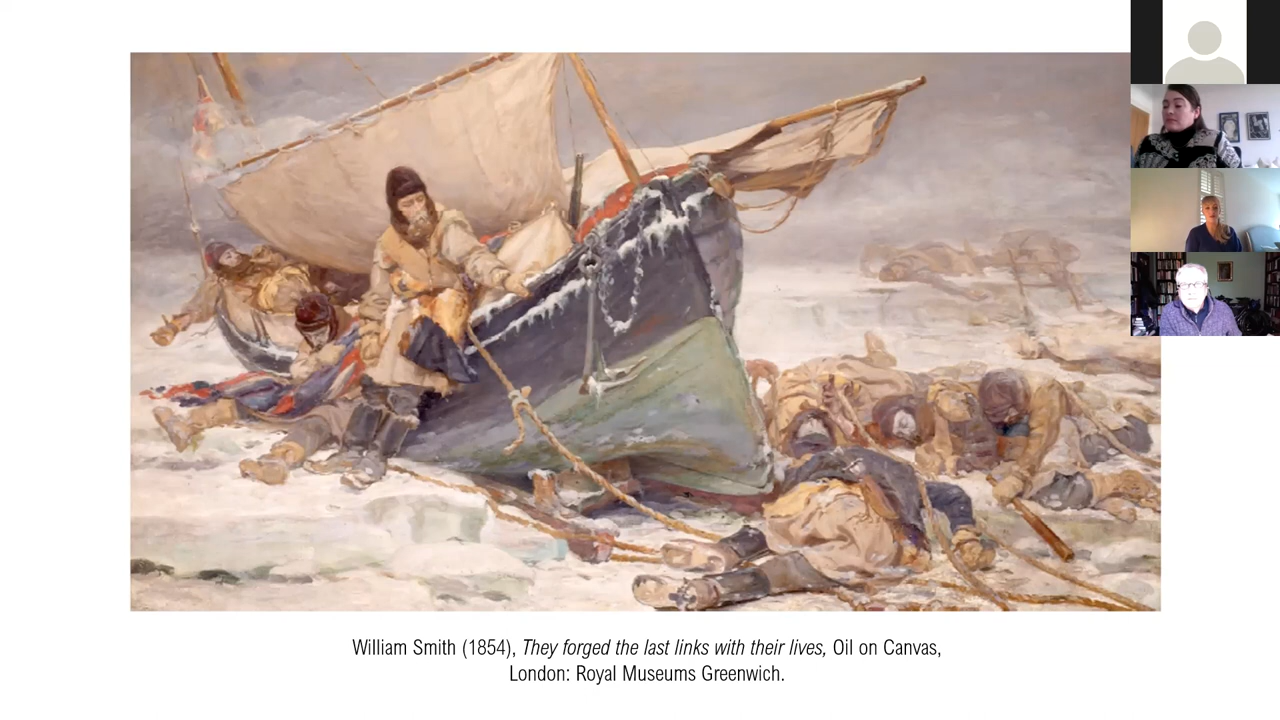 William Smith (1854), They forged the last links with their lives, Oil on Canvas,
London: Royal Museums Greenwich.